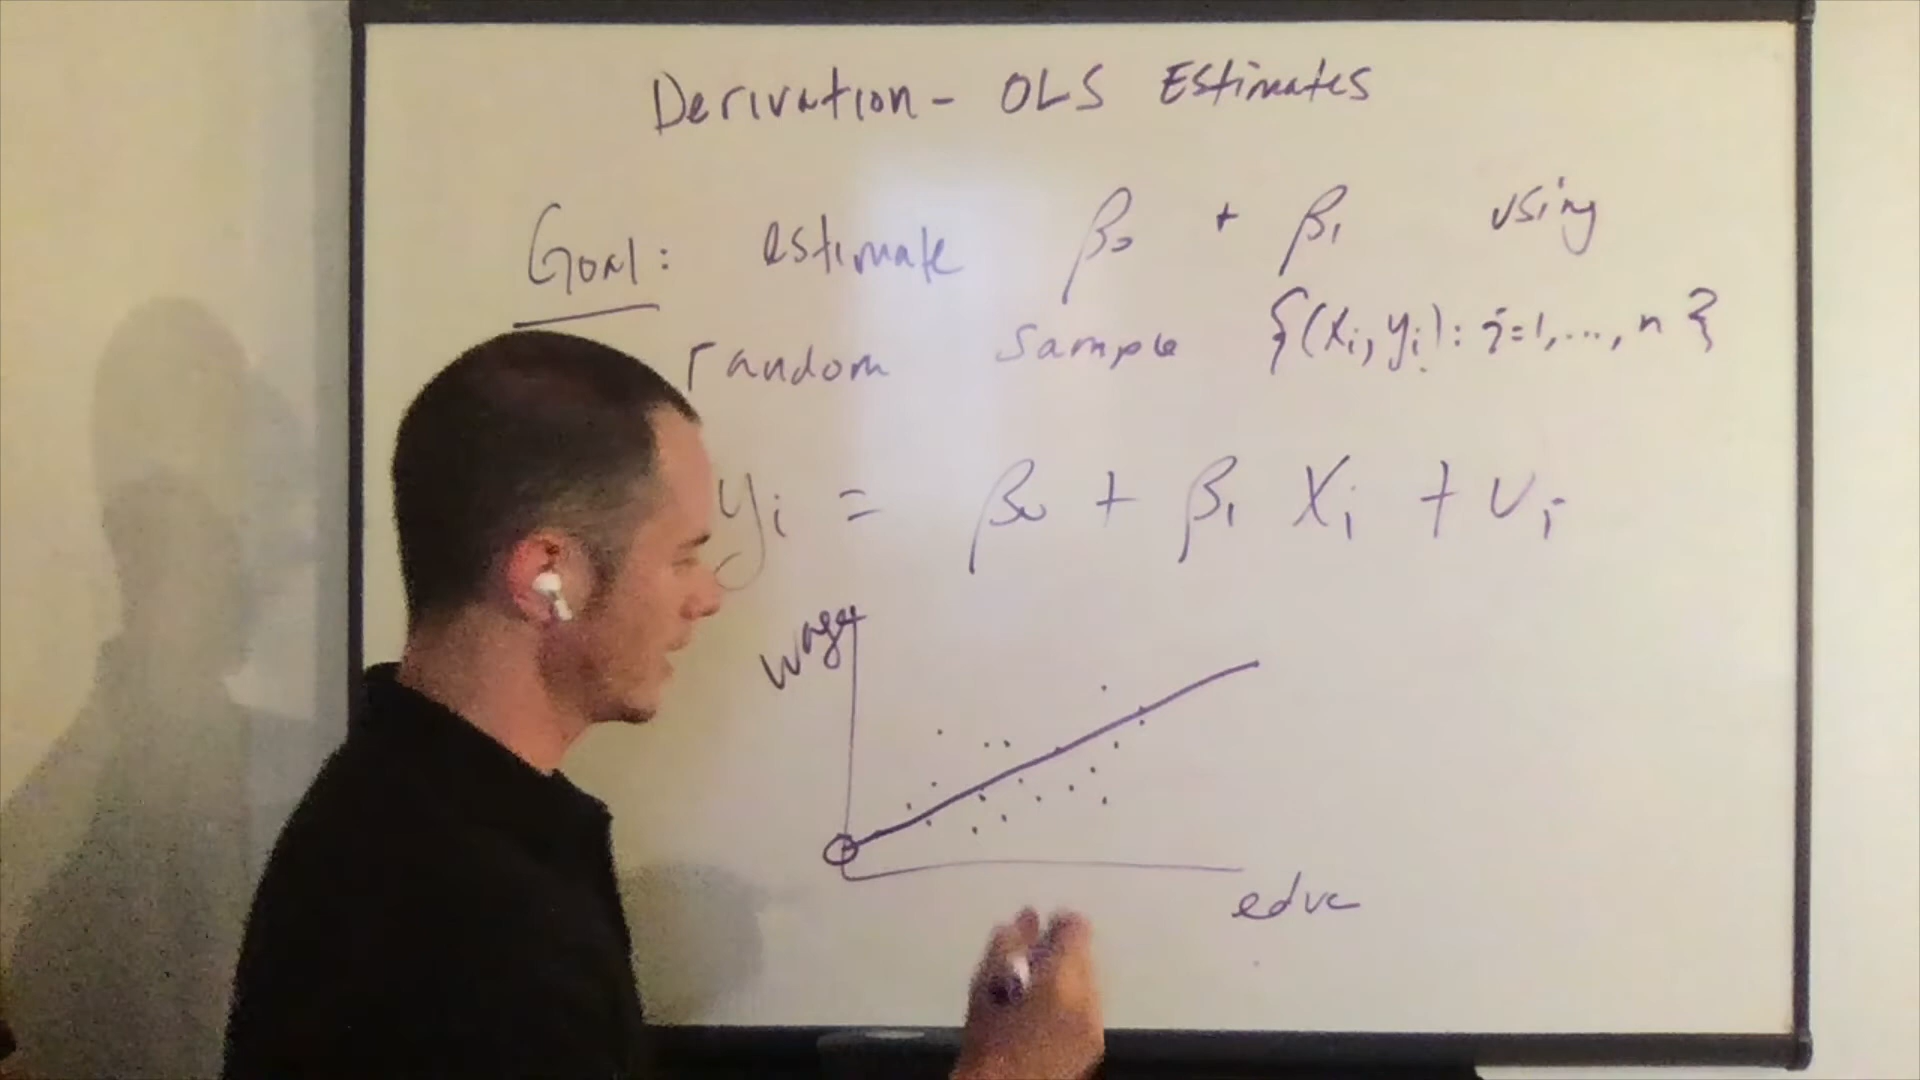 Derivation - OLS Estimates
Goal: estimate β₀ + β₁ using
random sample {(xᵢ, yᵢ): i=1,..., n}
yᵢ = β₀ + β₁ xᵢ + uᵢ
wage
educ